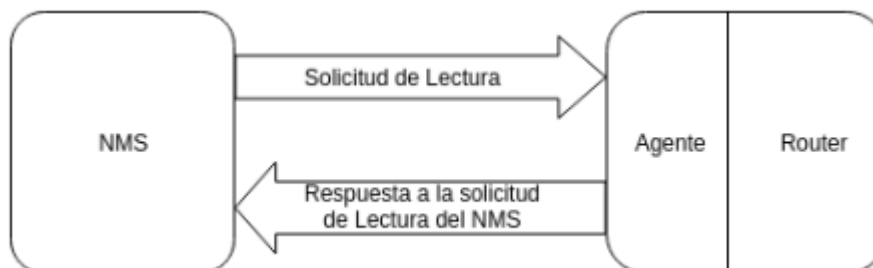 Solicitud de Lectura
NMS
Agente
Router
Respuesta a la solicitud
de Lectura del NMS